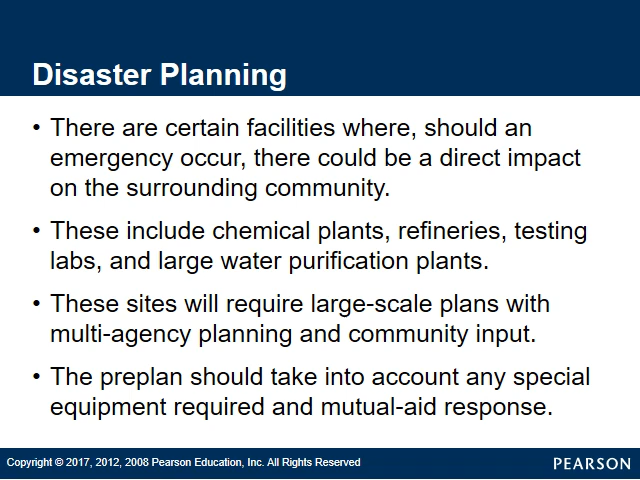 Disaster Planning
• There are certain facilities where, should an
emergency occur, there could be a direct impact
on the surrounding community.
• These include chemical plants, refineries, testing
labs, and large water purification plants.
• These sites will require large-scale plans with
multi-agency planning and community input.
• The preplan should take into account any special
equipment required and mutual-aid response.
Copyright © 2017, 2012, 2008 Pearson Education, Inc. All Rights Reserved
PEARSON